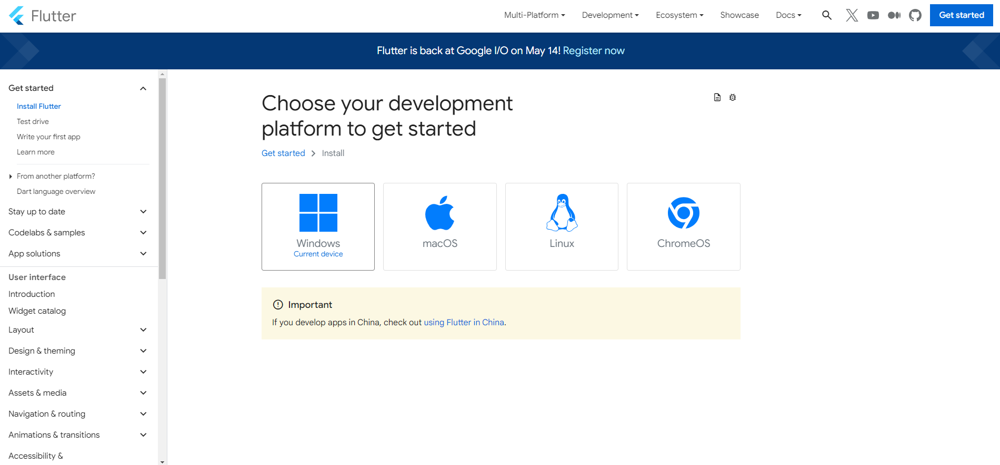 Flutter
Multi-Platform
Development
Ecosystem
Showcase
Docs
Get started
Flutter is back at Google I/O on May 14! Register now
Get started
Install Flutter
Test drive
Write your first app
Learn more
From another platform?
Dart language overview
Stay up to date
Codelabs & samples
App solutions
User interface
Introduction
Widget catalog
Layout
Design & theming
Interactivity
Assets & media
Navigation & routing
Animations & transitions
Accessibility &
Choose your development
platform to get started
Get started
Install
Windows
Current device
macOS
Linux
ChromeOS
Important
If you develop apps in China, check out using Flutter in China.